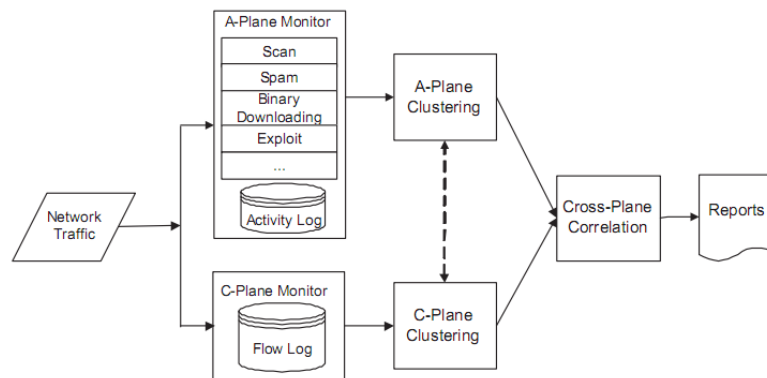 A-Plane Monitor
Scan
Spam
Binary
Downloading
Exploit
...
Activity Log
Network
Traffic
C-Plane Monitor
Flow Log
A-Plane
Clustering
C-Plane
Clustering
Cross-Plane
Correlation
Reports